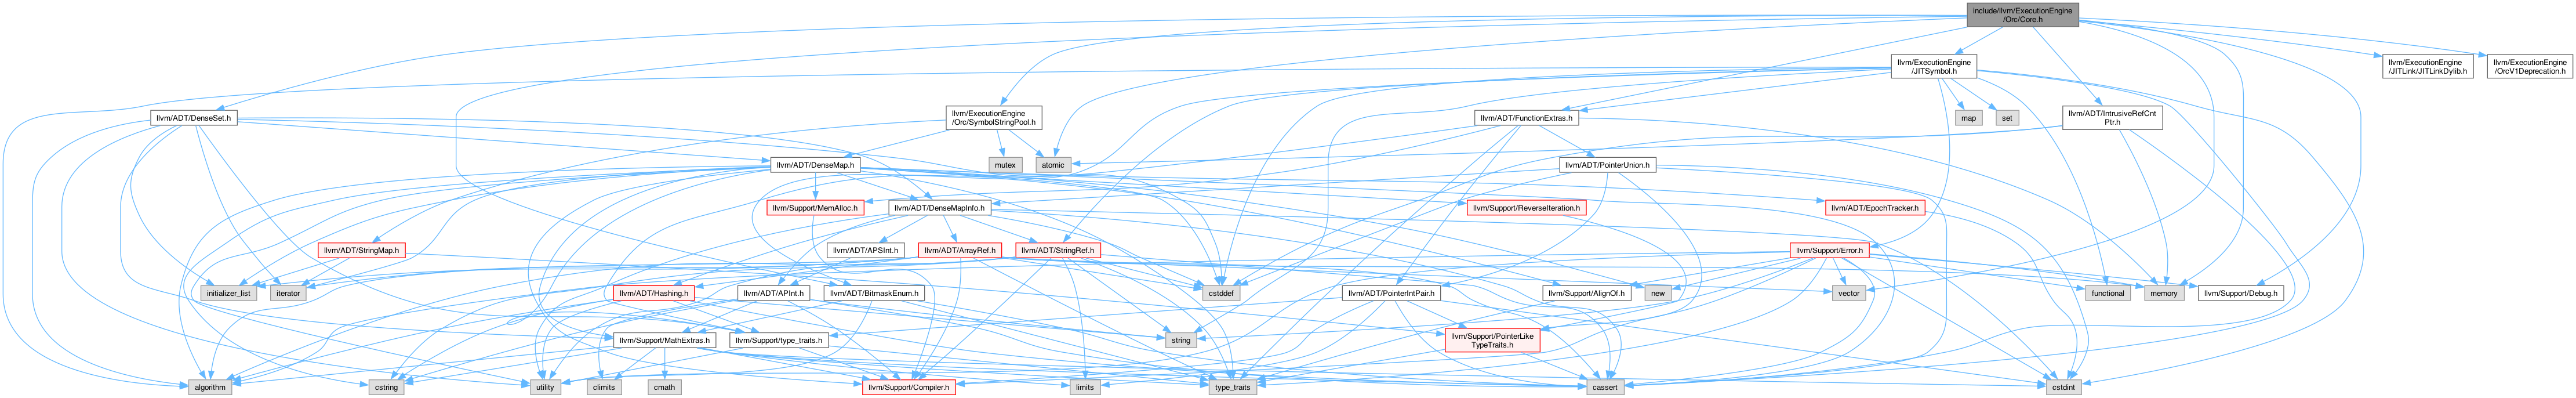 include/llvm/ExecutionEngine
/Orc/Core.h
llvm/ExecutionEngine
/JITSymbol.h
llvm/ExecutionEngine
/JITLink/JITLinkDylib.h
llvm/ExecutionEngine
/OrcV1Deprecation.h
llvm/ADT/DenseSet.h
llvm/ExecutionEngine
/Orc/SymbolStringPool.h
llvm/ADT/FunctionExtras.h
map
set
llvm/ADT/IntrusiveRefCnt
Ptr.h
llvm/ADT/DenseMap.h
mutex
atomic
llvm/ADT/PointerUnion.h
llvm/Support/MemAlloc.h
llvm/ADT/DenseMapInfo.h
llvm/Support/ReverseIteration.h
llvm/ADT/EpochTracker.h
llvm/ADT/StringMap.h
llvm/ADT/APSInt.h
llvm/ADT/ArrayRef.h
llvm/ADT/StringRef.h
llvm/Support/Error.h
initializer_list
iterator
llvm/ADT/Hashing.h
llvm/ADT/APInt.h
llvm/ADT/BitmaskEnum.h
cstddef
llvm/ADT/PointerIntPair.h
llvm/Support/AlignOf.h
new
vector
functional
memory
llvm/Support/Debug.h
llvm/Support/MathExtras.h
llvm/Support/type_traits.h
string
llvm/Support/PointerLike
TypeTraits.h
algorithm
cstring
utility
climits
cmath
llvm/Support/Compiler.h
limits
type_traits
cassert
cstdint